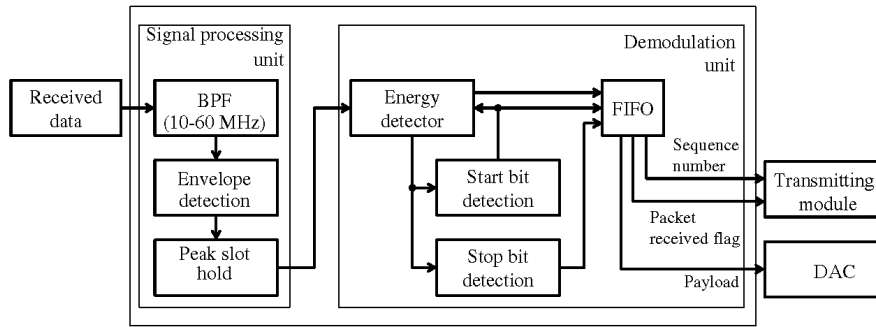 Signal processing
unit
Demodulation
unit
Received
data
BPF
(10-60 MHz)
Envelope
detection
Peak slot
hold
Energy
detector
FIFO
Start bit
detection
Stop bit
detection
Sequence
number
Packet
received flag
Payload
Transmitting
module
DAC